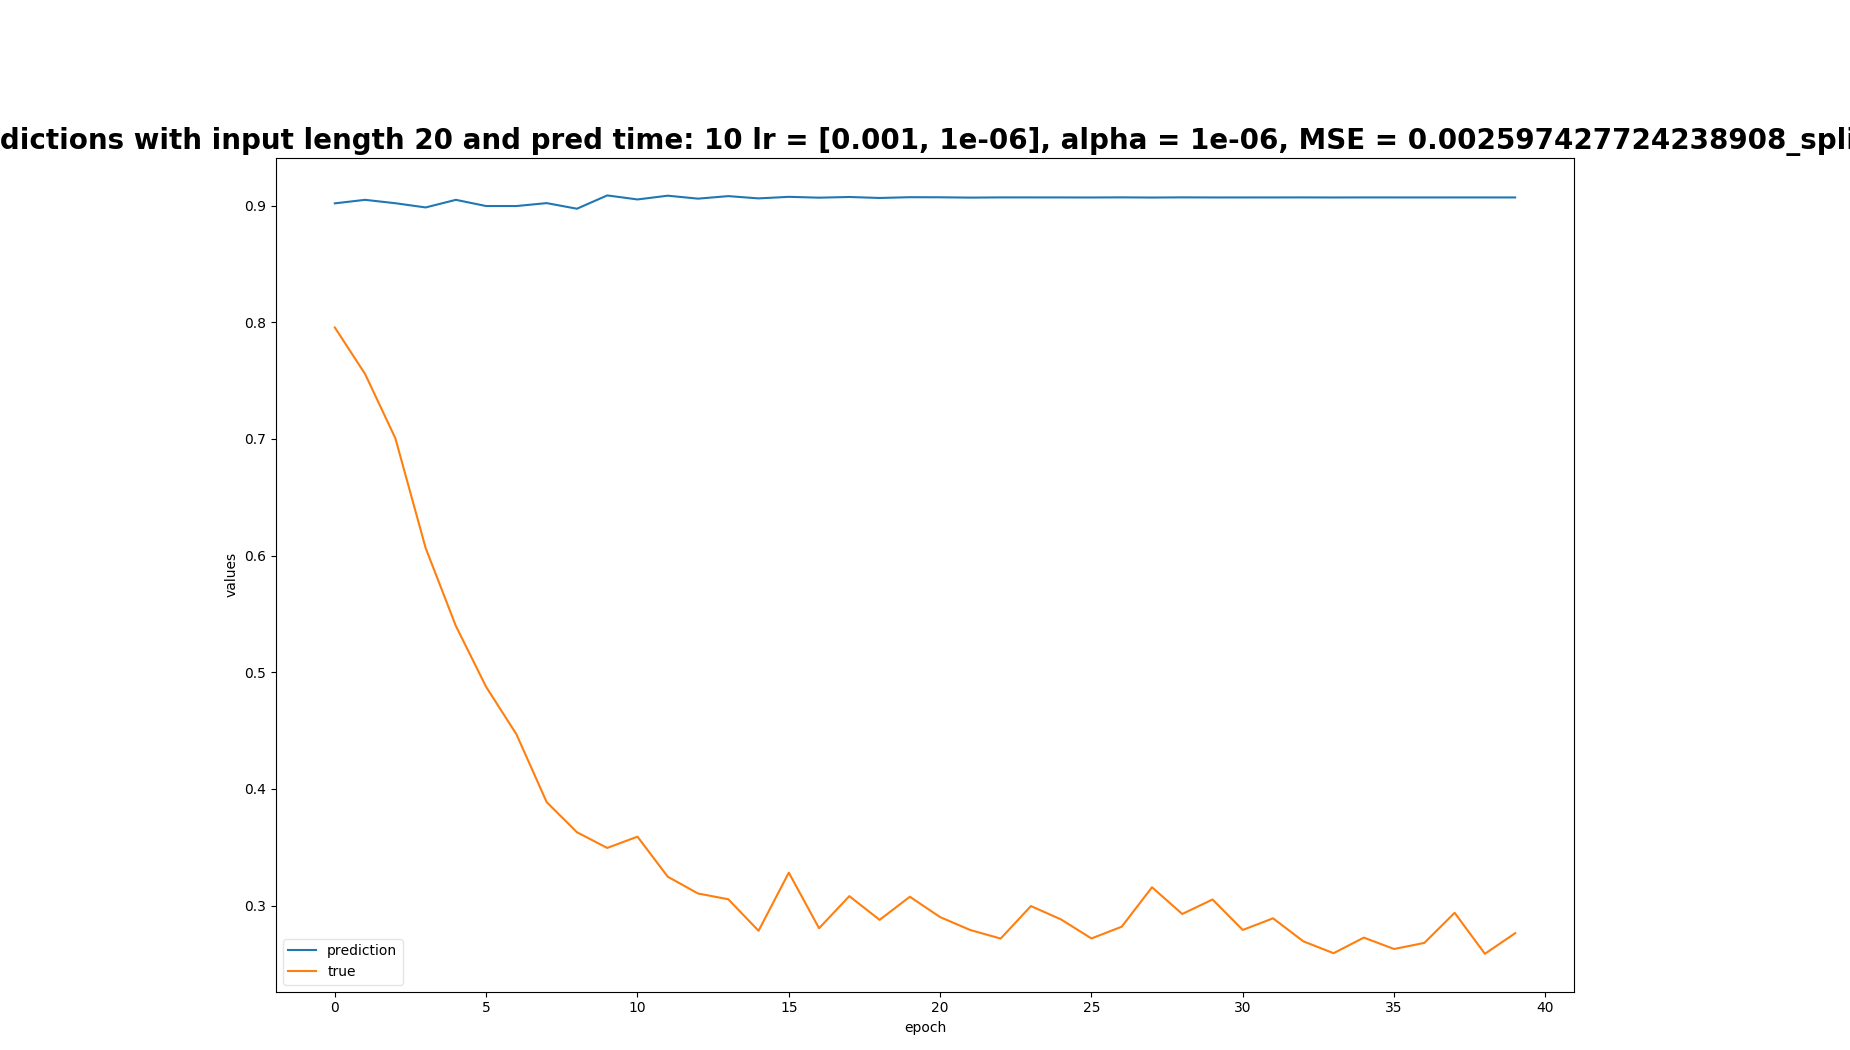 dictions with input length 20 and pred time: 10 lr = [0.001, 1e-06], alpha = 1e-06, MSE = 0.002597427724238908_spli
0.9
0.8
0.7
0.6
0.5
0.4
0.3
values
prediction
true
0 5 10 15 20 25 30 35 40
epoch